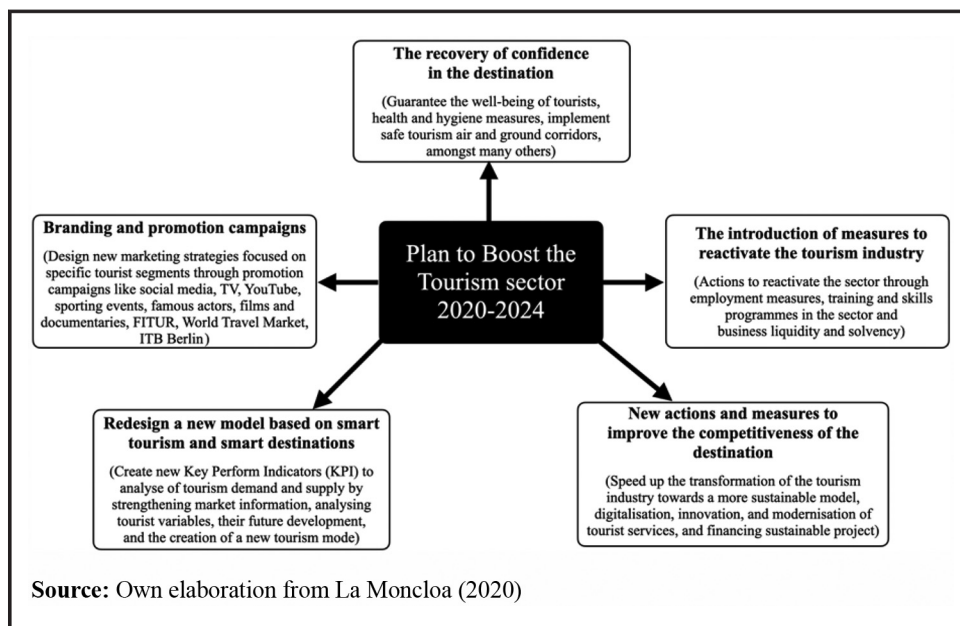 The recovery of confidence
in the destination
(Guarantee the well-being of tourists,
health and hygiene measures, implement
safe tourism air and ground corridors,
amongst many others)
Branding and promotion campaigns
(Design new marketing strategies focused on
specific tourist segments through promotion
campaigns like social media, TV, YouTube,
sporting events, famous actors, films and
documentaries, FITUR, World Travel Market,
ITB Berlin)
Plan to Boost the
Tourism sector
2020-2024
The introduction of measures to
reactivate the tourism industry
(Actions to reactivate the sector through
employment measures, training and skills
programmes in the sector and
business liquidity and solvency)
Redesign a new model based on smart
tourism and smart destinations
(Create new Key Perform Indicators (KPI) to
analyse of tourism demand and supply by
strengthening market information, analysing
tourist variables, their future development,
and the creation of a new tourism mode)
New actions and measures to
improve the competitiveness of the
destination
(Speed up the transformation of the tourism
industry towards a more sustainable model,
digitalisation, innovation, and modernisation of
tourist services, and financing sustainable project)
Source: Own elaboration from La Moncloa (2020)